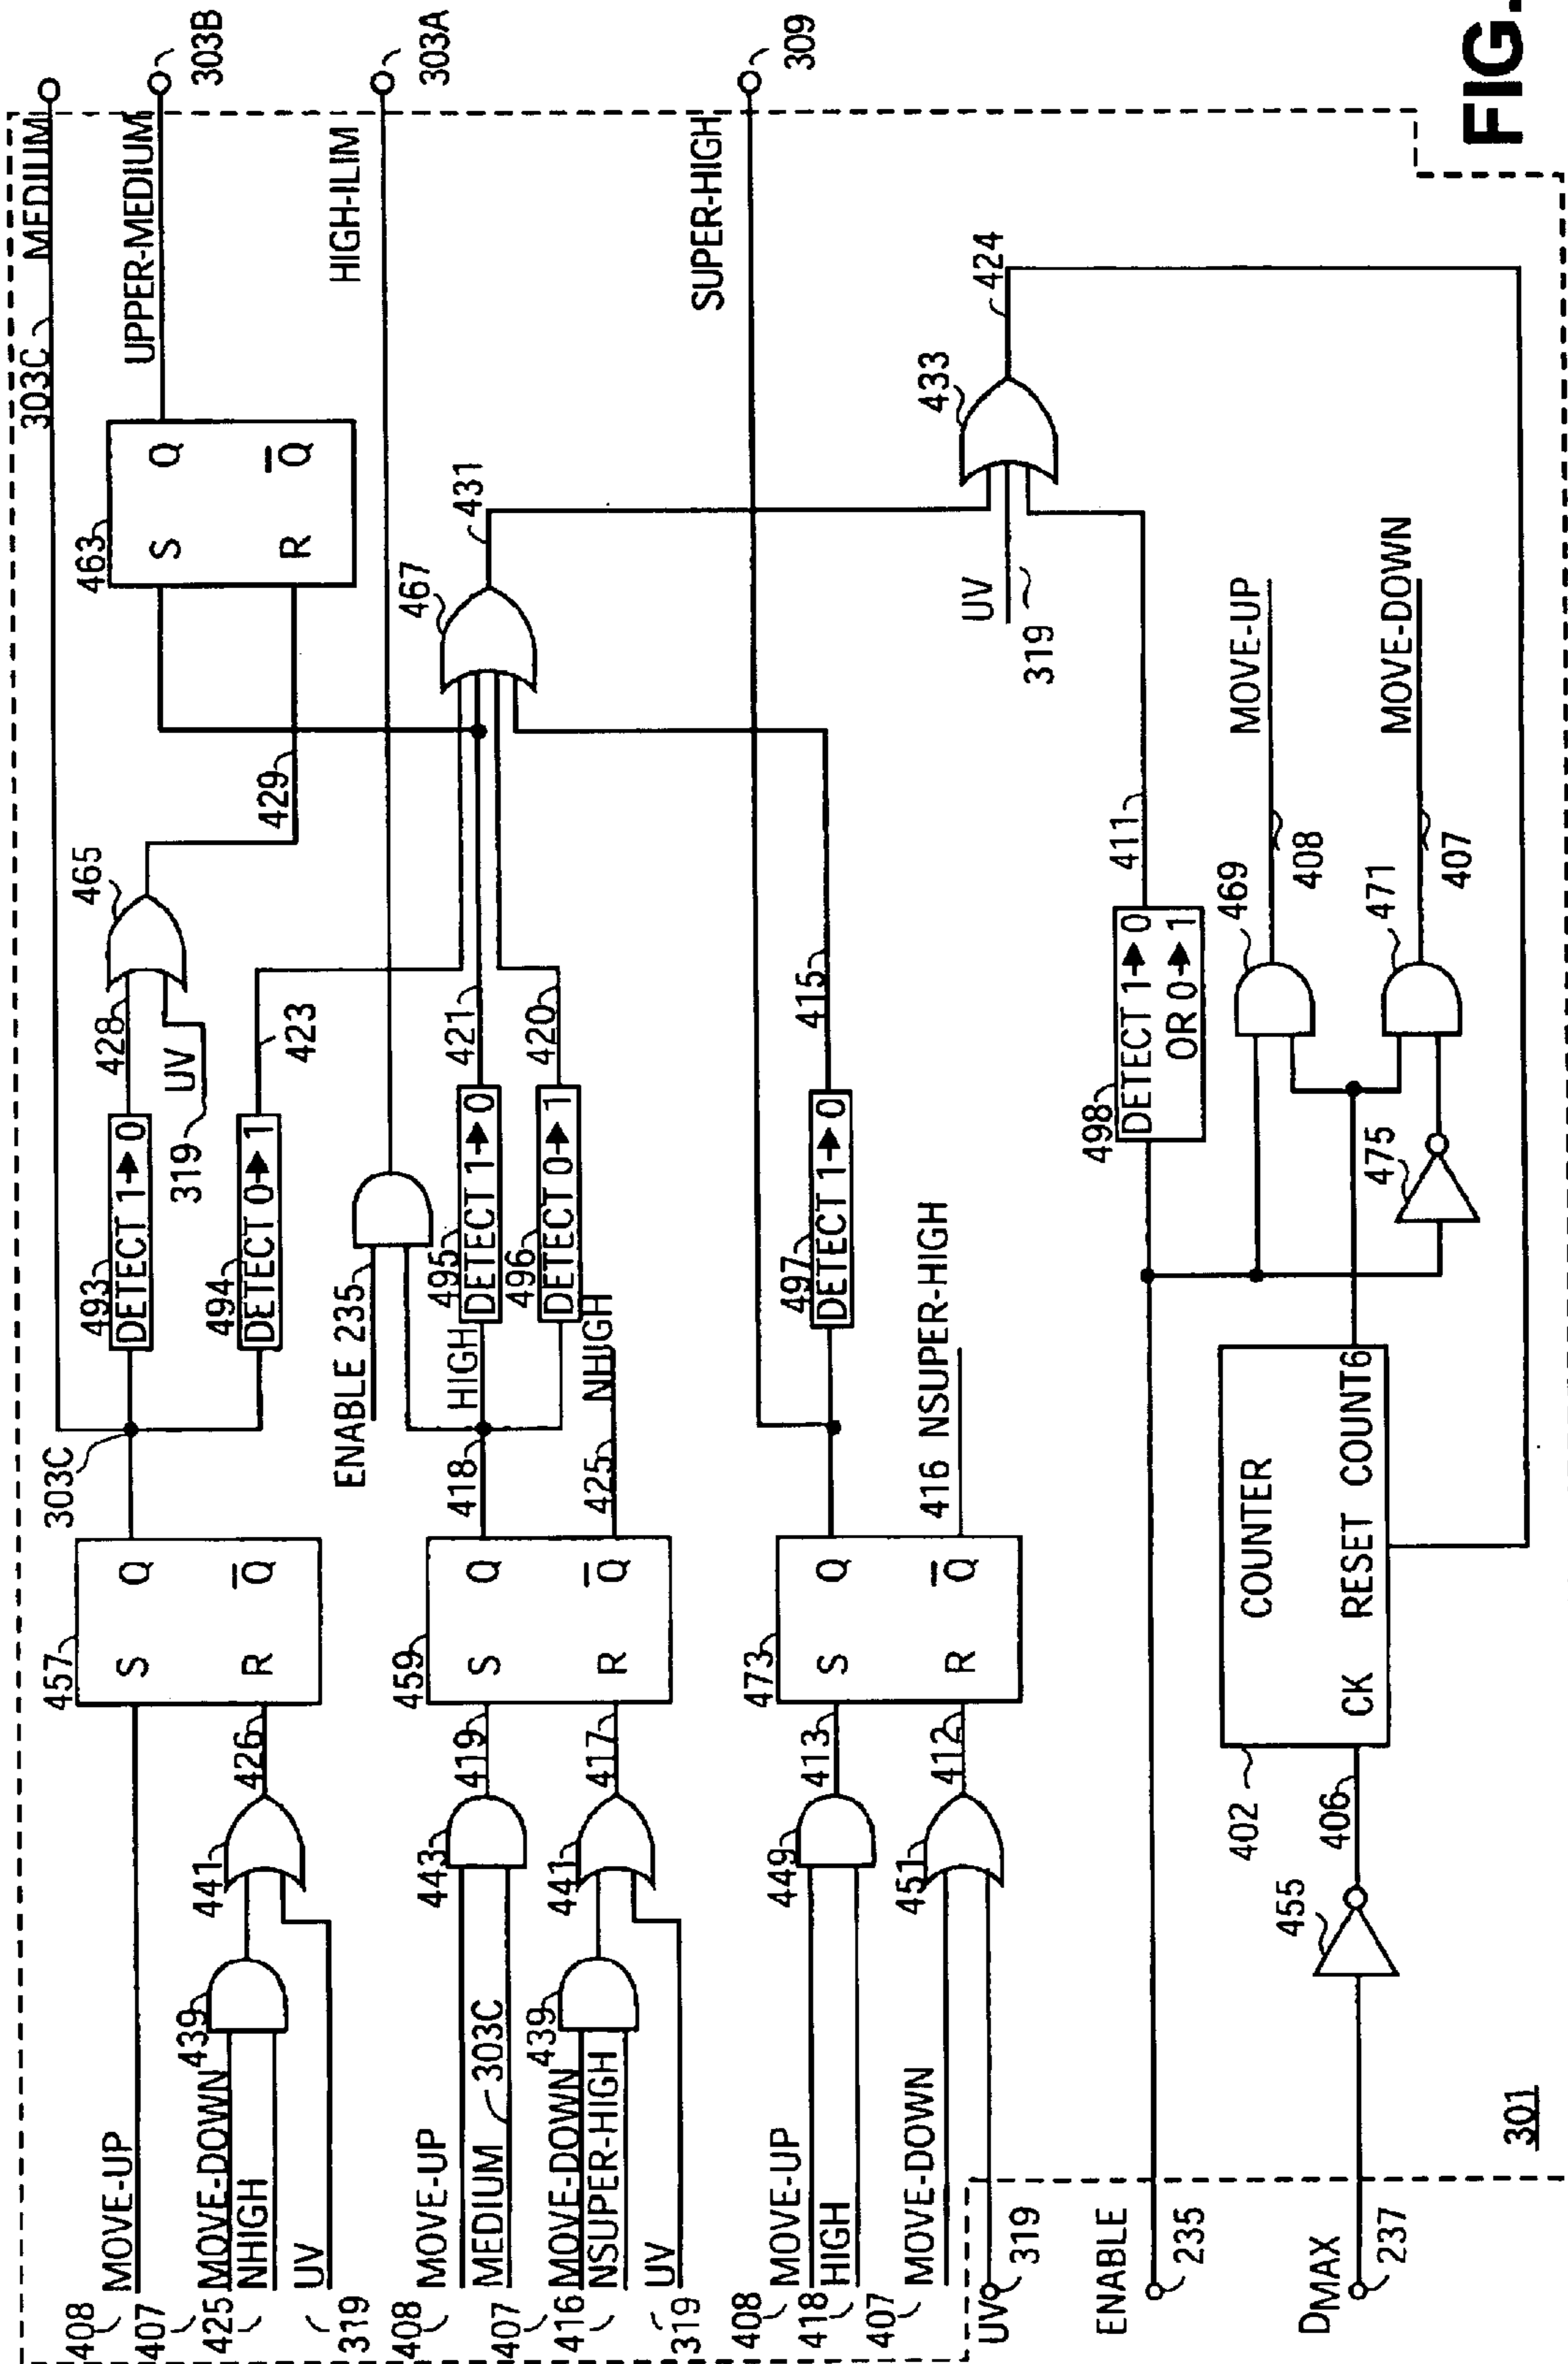 408 MOVE-UP
407 MOVE-DOWN
425 NHIGH
319 UV
439
441
426
457
S Q
R Q
303C
493 DETECT 1→0
428
UV
319
465
494 DETECT 0→1
423
429
463
S Q
R Q
303C
MEDIUM
UPPER-MEDIUM
303B
408 MOVE-UP
MEDIUM 303C
407 MOVE-DOWN
416 NSUPER-HIGH
319 UV
443
439
441
419
417
459
S Q
R Q
418
HIGH
425 NHIGH
ENABLE 235
495 DETECT 1→0
421
496 DETECT 0→1
420
467
431
HIGH-ILIM
303A
408 MOVE-UP
418 HIGH
407 MOVE-DOWN
UV 319
449
451
413
412
473
S Q
R Q
416 NSUPER-HIGH
497 DETECT 1→0
415
SUPER-HIGH
309
UV
319
433
424
ENABLE
235
498
DETECT 1→0
OR 0→1
411
469
408
MOVE-UP
475
471
407
MOVE-DOWN
DMAX
237
455
406
402
COUNTER
CK RESET COUNT6
301
FIG.